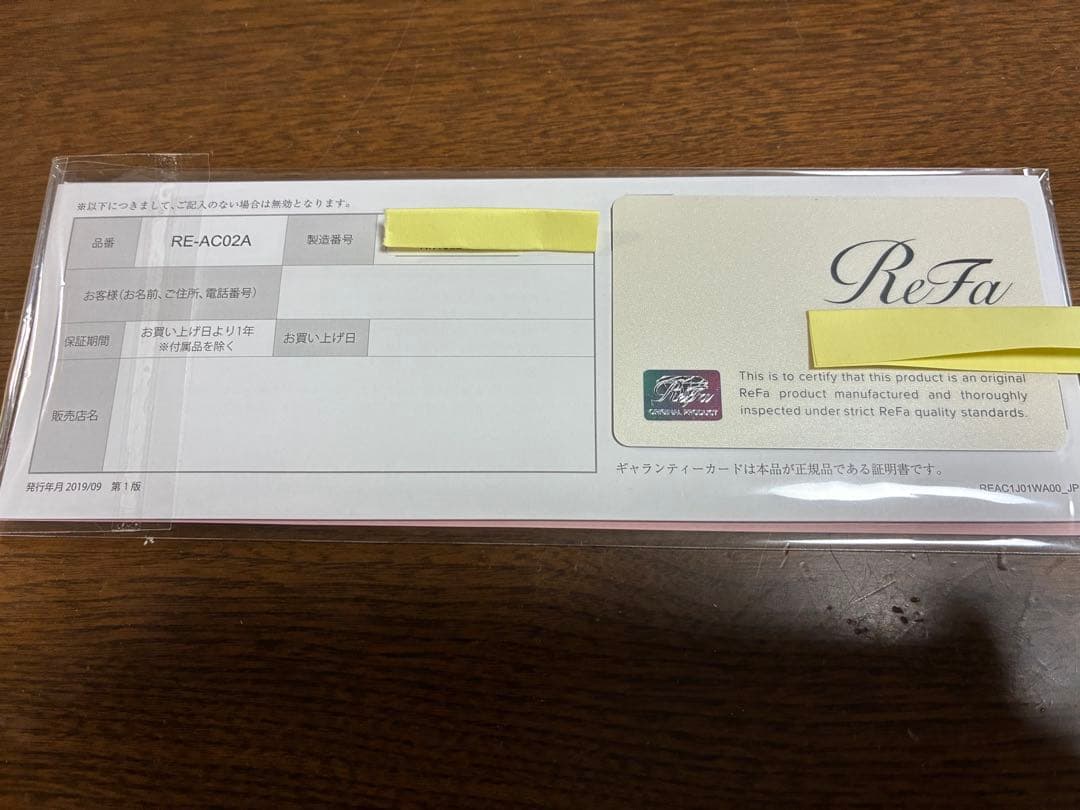 ※以下につきまして、ご記入のない場合は無効となります。
品番 RE-AC02A 製造番号
お客様(お名前、ご住所、電話番号)
保証期間 お買い上げ日より1年 ※付属品を除く お買い上げ日
販売店名
発行年月 2019/09 第1版
ReFa
This is to certify that this product is an original
ReFa product manufactured and thoroughly
inspected under strict ReFa quality standards.
ReFa
ORIGINAL PRODUCT
ギャランティーカードは本品が正規品である証明書です。
REAC1J01WA00_JP